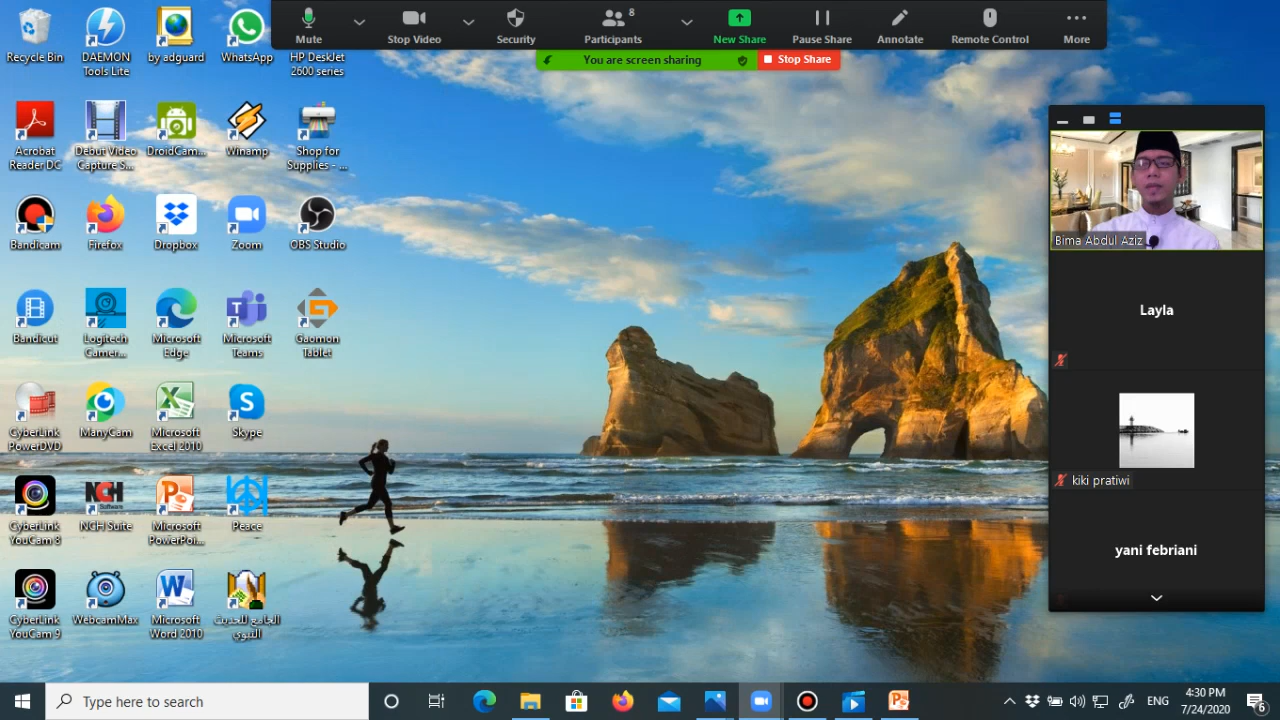 Mute
Stop Video
Security
Participants
8
New Share
Pause Share
Annotate
Remote Control
More
You are screen sharing
Stop Share
Recycle Bin
DAEMON
Tools Lite
by adguard
WhatsApp
HP DeskJet
2600 series
Acrobat
Reader DC
Debut Video
Capture S...
DroidCam...
Winamp
Shop for
Supplies - ...
Bandicam
Firefox
Dropbox
Zoom
OBS Studio
Bandicut
Logitech
Camer...
Microsoft
Edge
Microsoft
Teams
Gaomon
Tablet
CyberLink
PowerDVD
ManyCam
Microsoft
Excel 2010
Skype
CyberLink
YouCam 8
NCH
Software
NCH Suite
Microsoft
PowerPoi...
Peace
CyberLink
YouCam 9
WebcamMax
Microsoft
Word 2010
الجامع للحديث
النبوي
Bima Abdul Aziz
Layla
kiki pratiwi
yani febriani
Type here to search
ENG
4:30 PM
7/24/2020
6